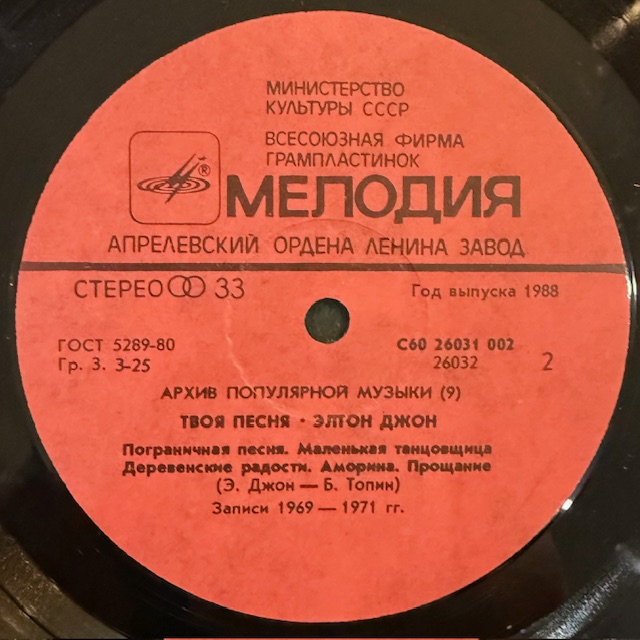 МИНИСТЕРСТВО
КУЛЬТУРЫ СССР
ВСЕСОЮЗНАЯ ФИРМА
ГРАМПЛАСТИНОК
®
МЕЛОДИЯ
АПРЕЛЕВСКИЙ ОРДЕНА ЛЕНИНА ЗАВОД
СТЕРЕО 33
Год выпуска 1988
ГОСТ 5289-80
Гр. 3. 3-25
С60 26031 002
26032
2
АРХИВ ПОПУЛЯРНОЙ МУЗЫКИ (9)
ТВОЯ ПЕСНЯ · ЭЛТОН ДЖОН
Пограничная песня. Маленькая танцовщица
Деревенские радости. Аморина. Прощание
(Э. Джон — Б. Топин)
Записи 1969 — 1971 гг.